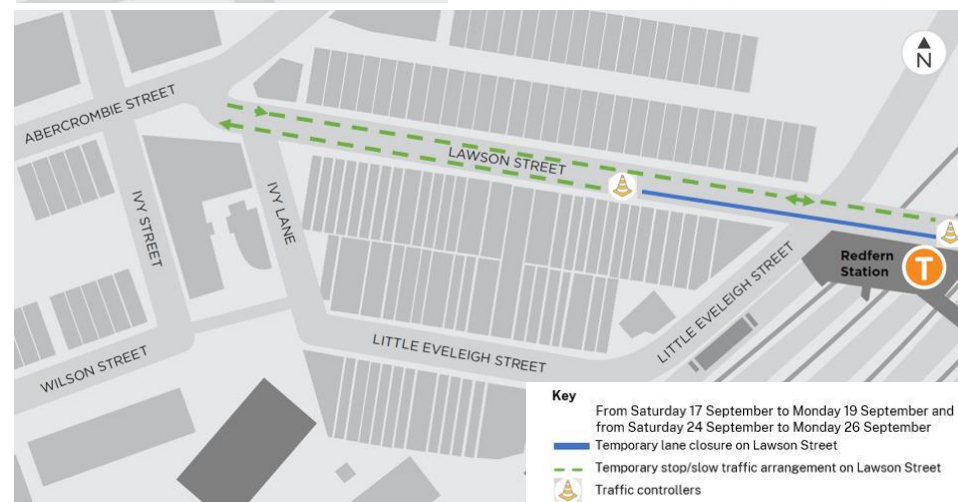 N
ABERCROMBIE STREET
LAWSON STREET
IVY STREET
IVY LANE
Redfern
Station
T
LITTLE EVELEIGH STREET
LITTLE EVELEIGH STREET
WILSON STREET
Key
From Saturday 17 September to Monday 19 September and
from Saturday 24 September to Monday 26 September
Temporary lane closure on Lawson Street
Temporary stop/slow traffic arrangement on Lawson Street
Traffic controllers